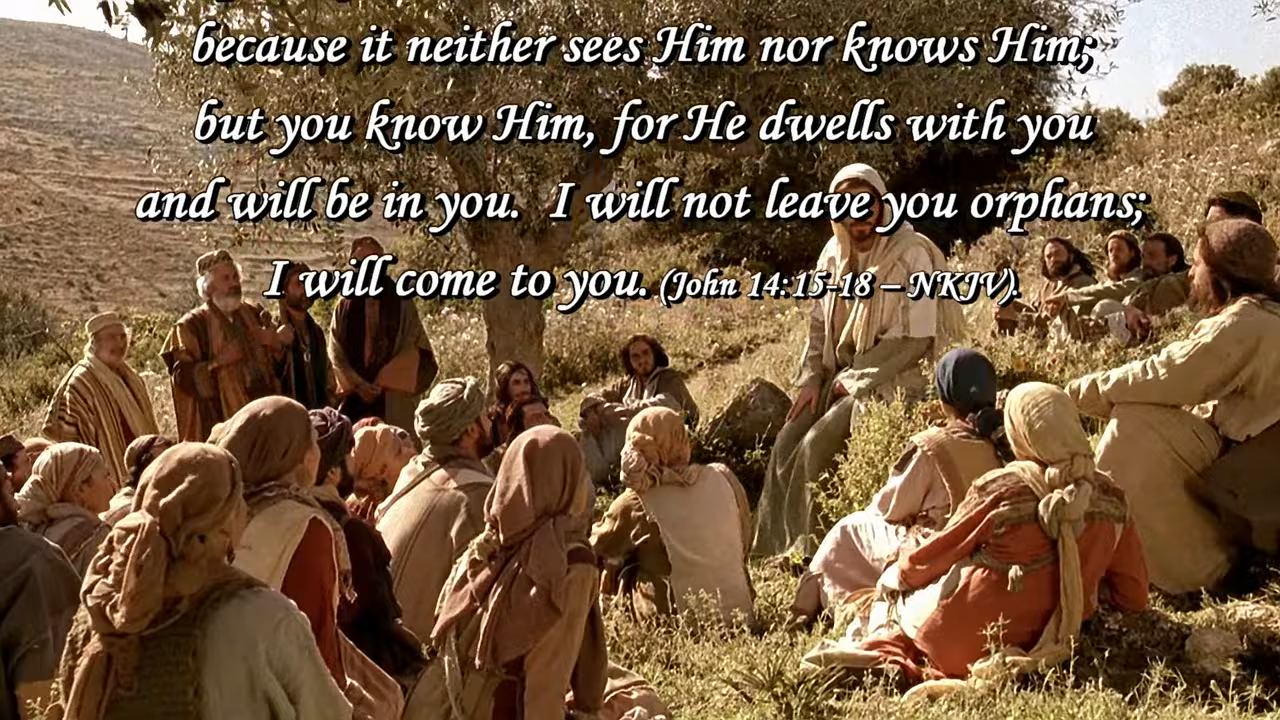 because it neither sees Him nor knows Him;
but you know Him, for He dwells with you
and will be in you. I will not leave you orphans;
I will come to you. (John 14:15-18 – NKJV).